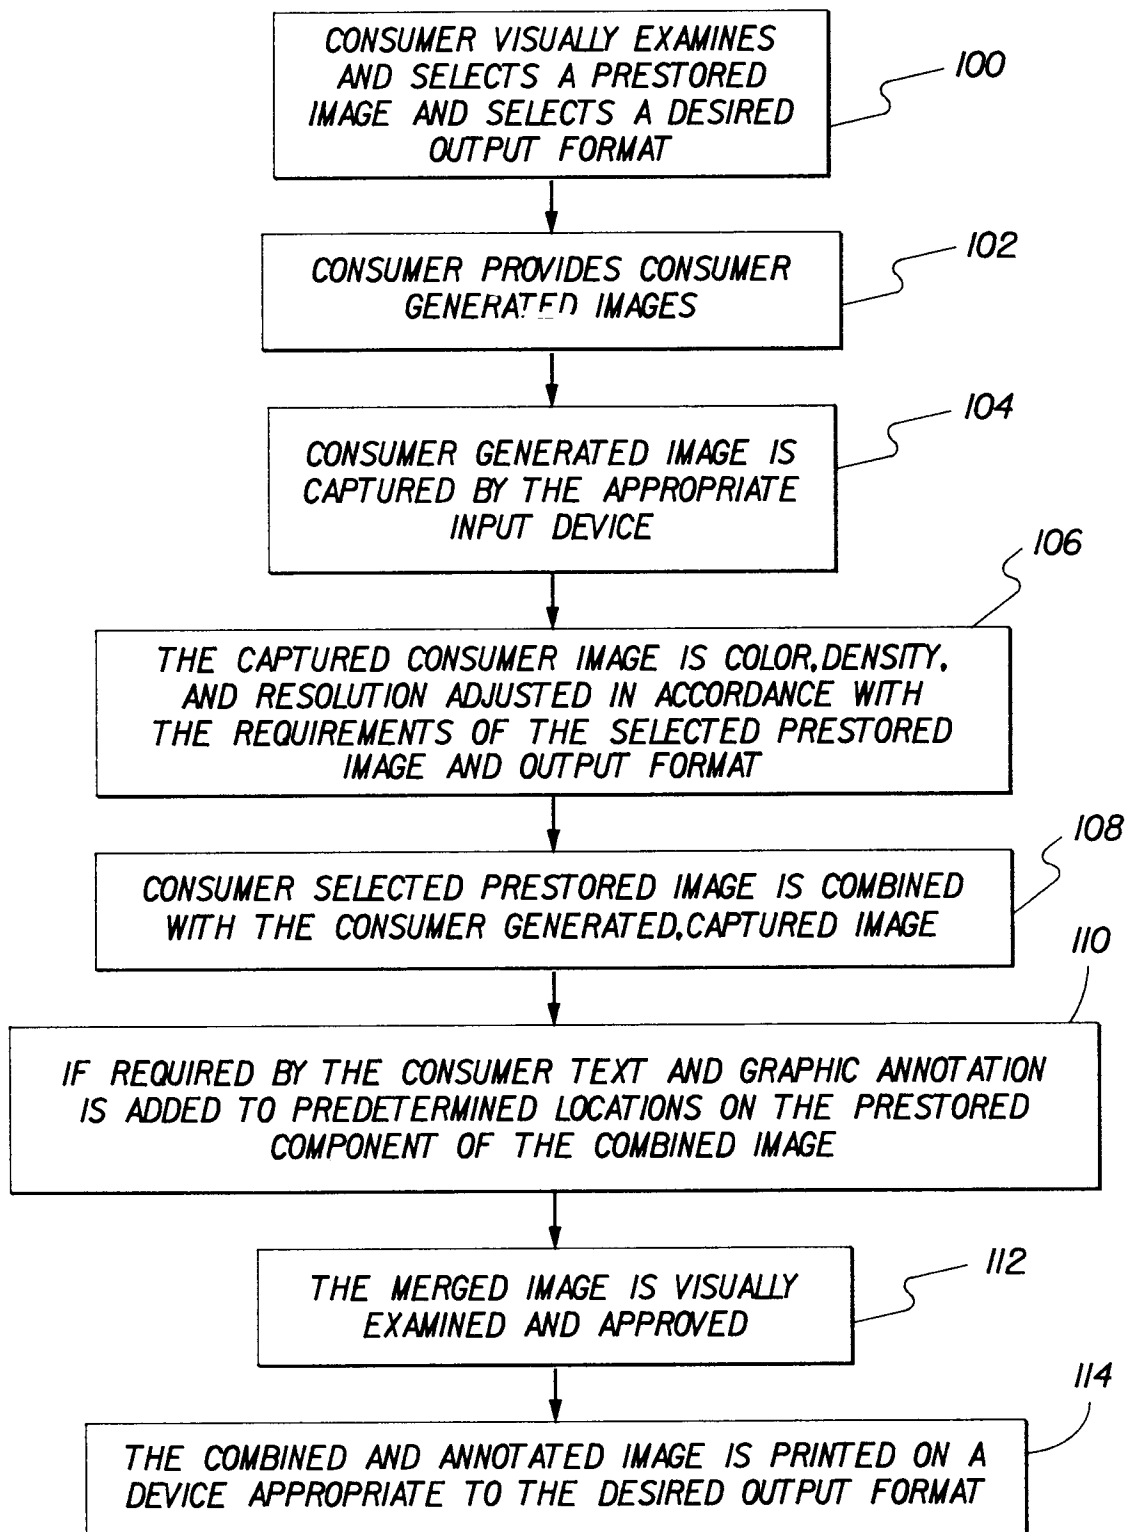 CONSUMER VISUALLY EXAMINES
AND SELECTS A PRESTORED
IMAGE AND SELECTS A DESIRED
OUTPUT FORMAT
100
CONSUMER PROVIDES CONSUMER
GENERATED IMAGES
102
CONSUMER GENERATED IMAGE IS
CAPTURED BY THE APPROPRIATE
INPUT DEVICE
104
THE CAPTURED CONSUMER IMAGE IS COLOR,DENSITY,
AND RESOLUTION ADJUSTED IN ACCORDANCE WITH
THE REQUIREMENTS OF THE SELECTED PRESTORED
IMAGE AND OUTPUT FORMAT
106
CONSUMER SELECTED PRESTORED IMAGE IS COMBINED
WITH THE CONSUMER GENERATED,CAPTURED IMAGE
108
IF REQUIRED BY THE CONSUMER TEXT AND GRAPHIC ANNOTATION
IS ADDED TO PREDETERMINED LOCATIONS ON THE PRESTORED
COMPONENT OF THE COMBINED IMAGE
110
THE MERGED IMAGE IS VISUALLY
EXAMINED AND APPROVED
112
THE COMBINED AND ANNOTATED IMAGE IS PRINTED ON A
DEVICE APPROPRIATE TO THE DESIRED OUTPUT FORMAT
114